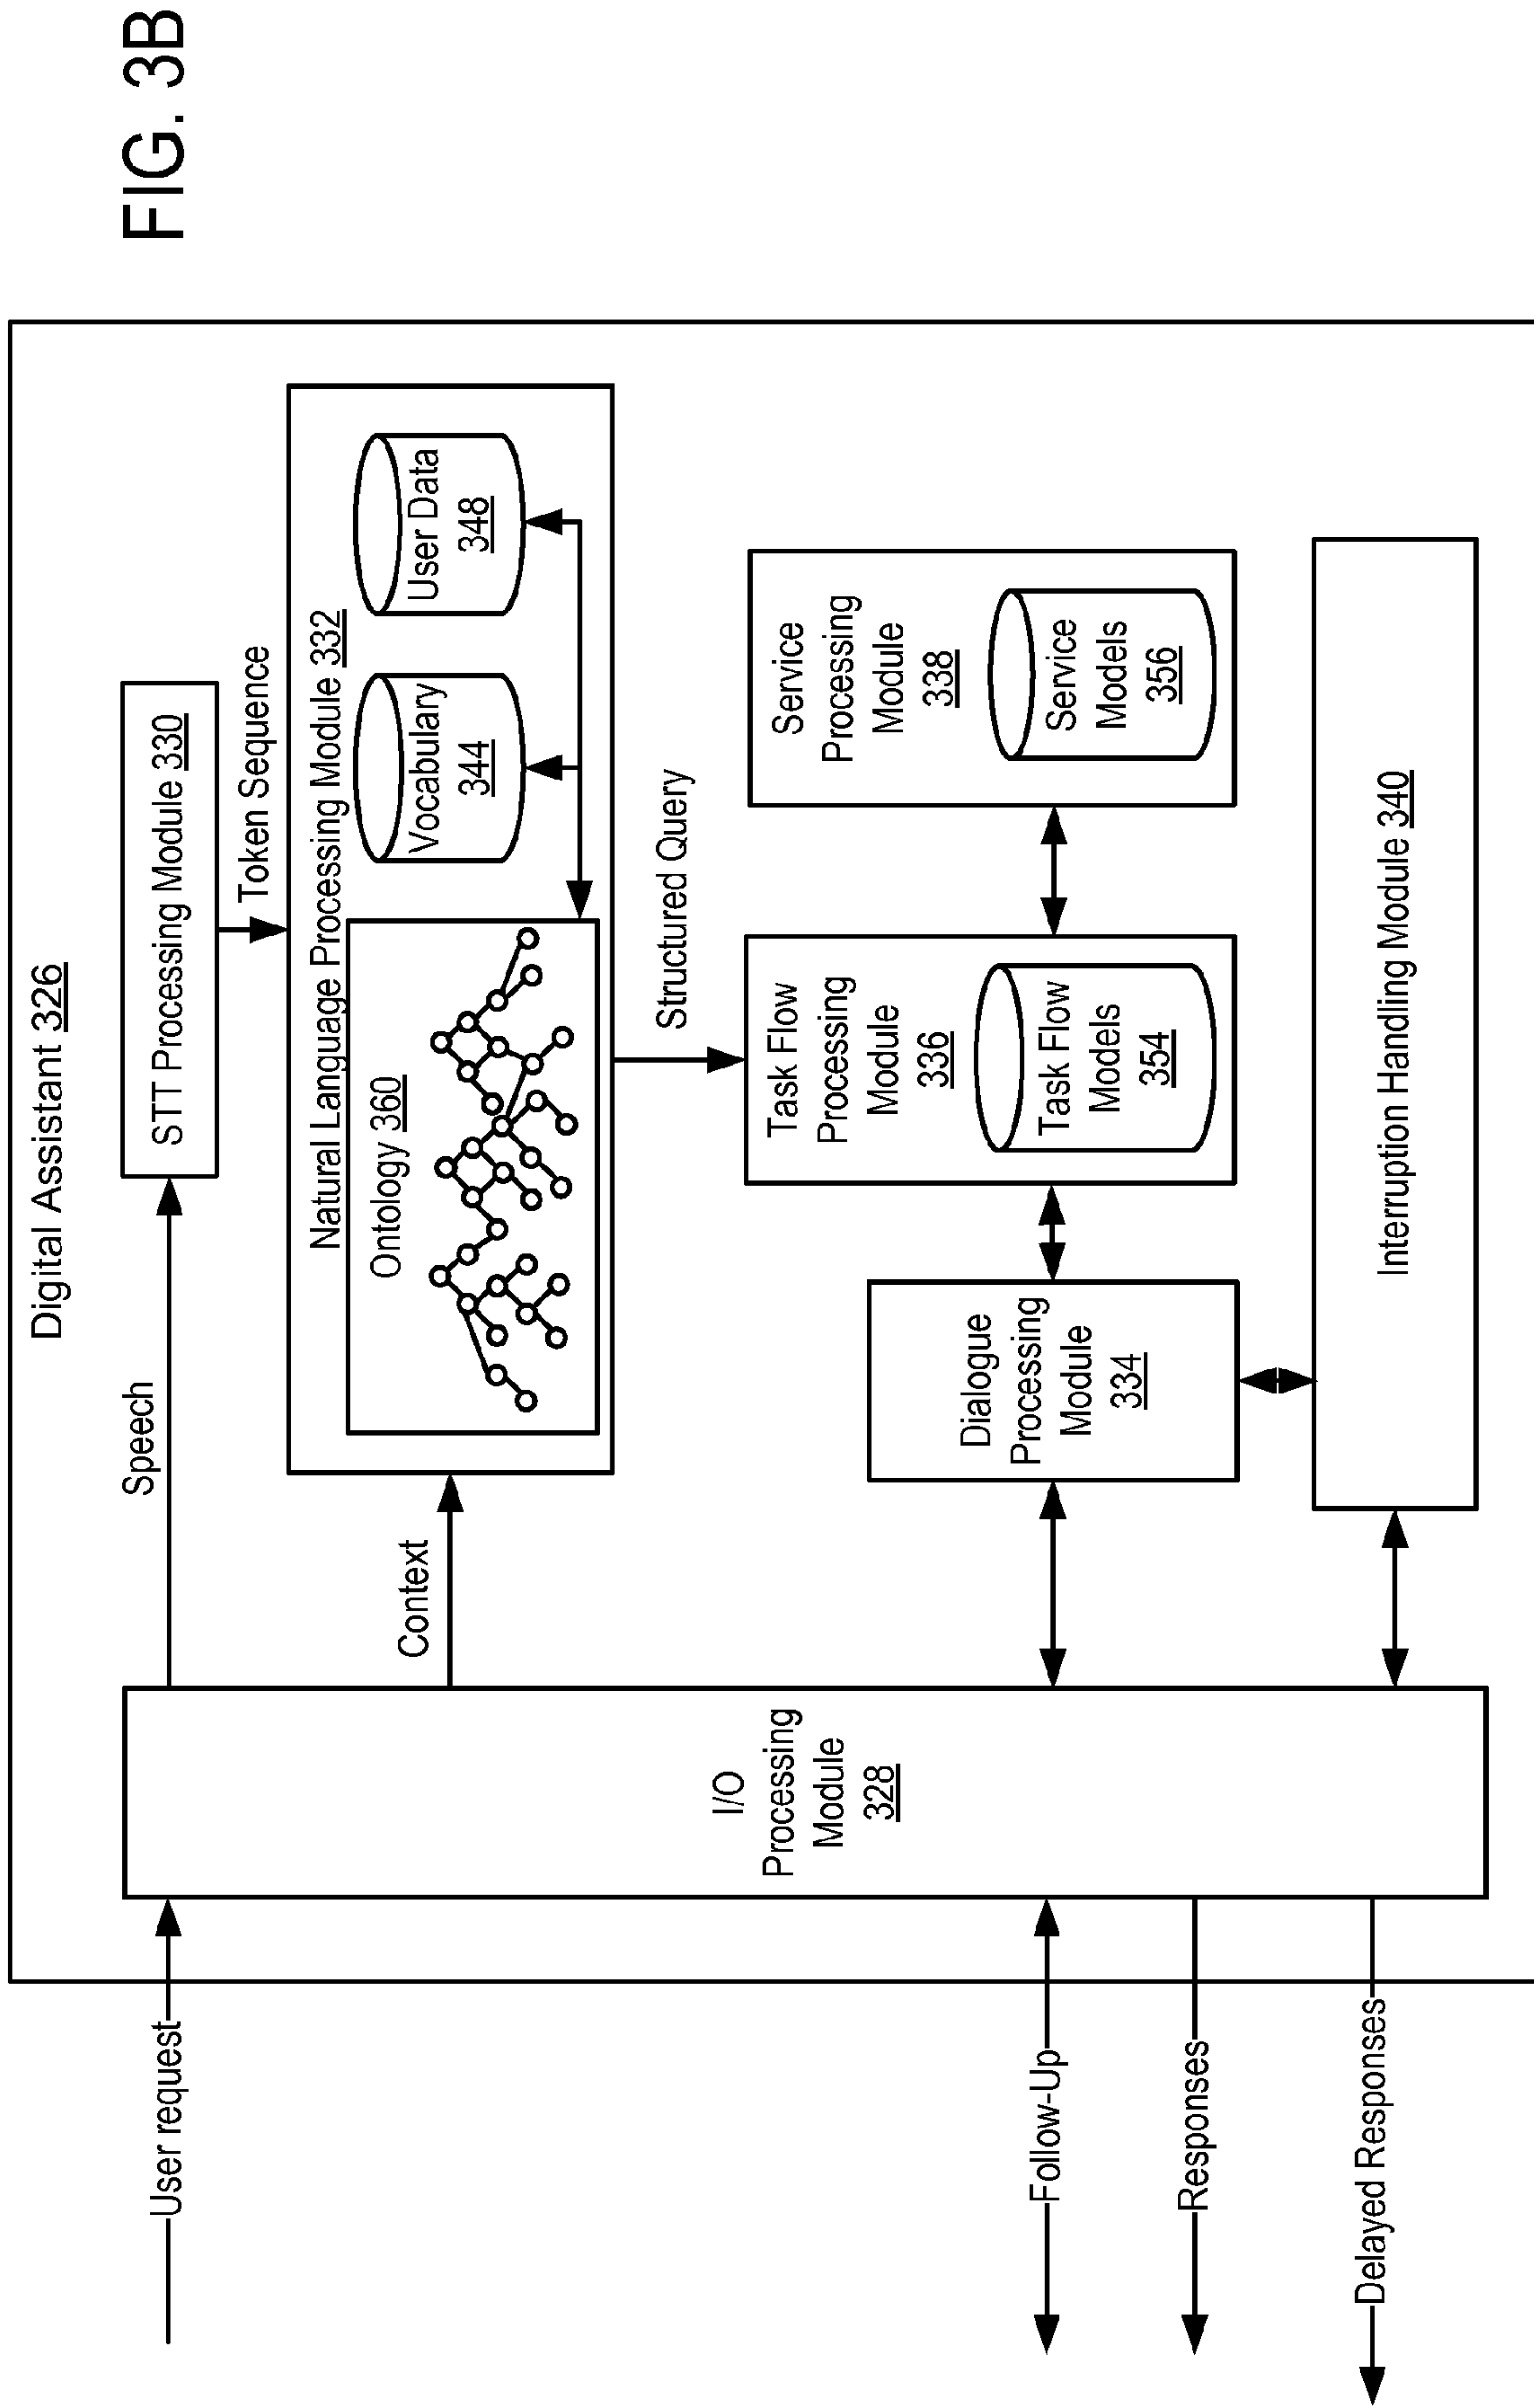 FIG. 3B
Digital Assistant 326
User request
Speech
STT Processing Module 330
Token Sequence
Context
Natural Language Processing Module 332
Ontology 360
Vocabulary
344
User Data
348
Structured Query
I/O
Processing
Module
328
Dialogue
Processing
Module
334
Task Flow
Processing
Module
336
Task Flow
Models
354
Service
Processing
Module
338
Service
Models
356
Follow-Up
Responses
Delayed Responses
Interruption Handling Module 340